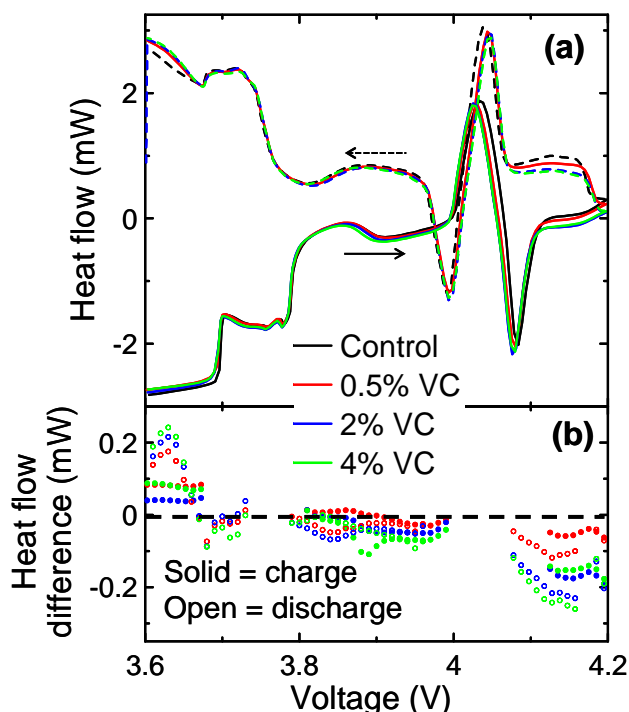 (a)
Heat flow (mW)
2
0
-2
Control
0.5% VC
2% VC
4% VC
(b)
Heat flow
difference (mW)
0.2
0
-0.2
Solid = charge
Open = discharge
3.6 3.8 4 4.2
Voltage (V)